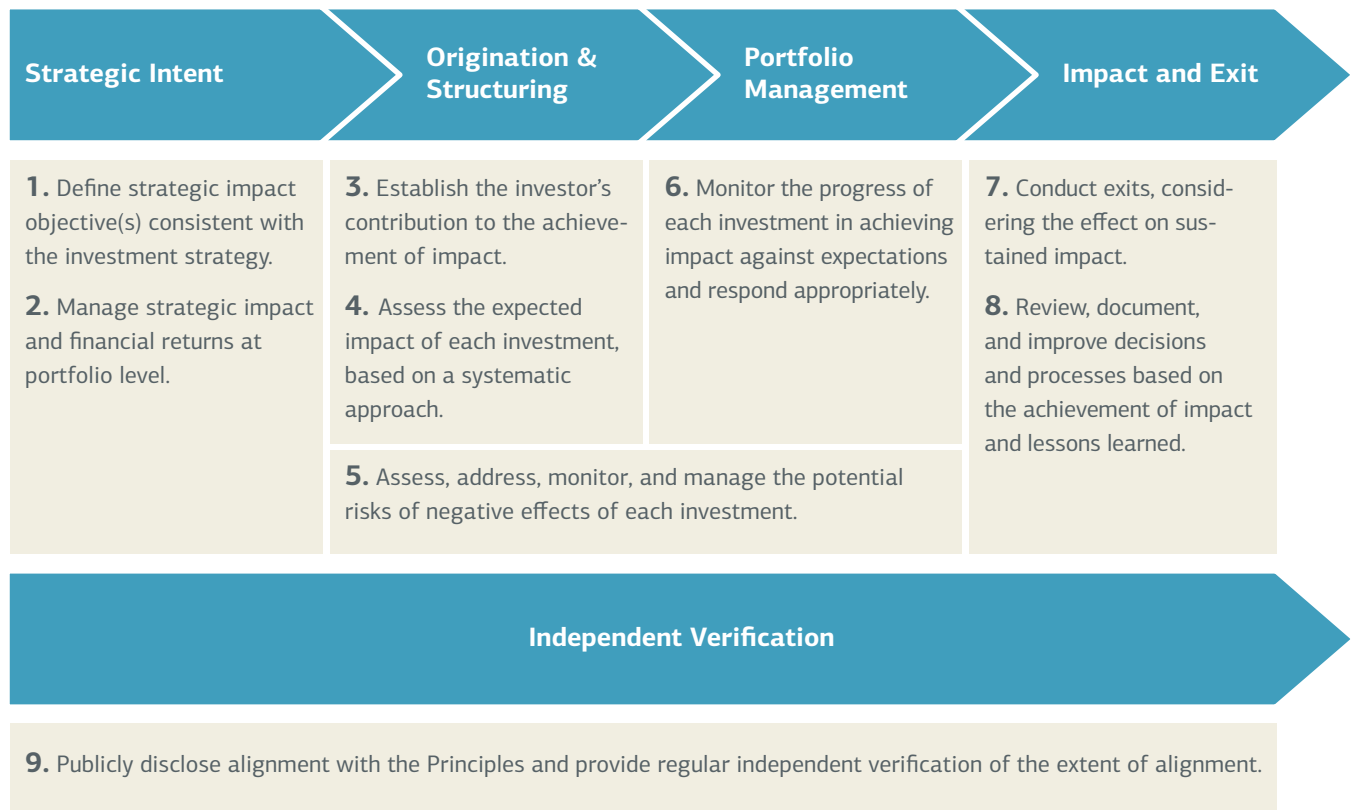 Strategic Intent
Origination &
Structuring
Portfolio
Management
Impact and Exit
1. Define strategic impact
objective(s) consistent with
the investment strategy.
2. Manage strategic impact
and financial returns at
portfolio level.
3. Establish the investor’s
contribution to the achieve-
ment of impact.
4. Assess the expected
impact of each investment,
based on a systematic
approach.
6. Monitor the progress of
each investment in achieving
impact against expectations
and respond appropriately.
5. Assess, address, monitor, and manage the potential
risks of negative effects of each investment.
7. Conduct exits, consid-
ering the effect on sus-
tained impact.
8. Review, document,
and improve decisions
and processes based on
the achievement of impact
and lessons learned.
Independent Verification
9. Publicly disclose alignment with the Principles and provide regular independent verification of the extent of alignment.